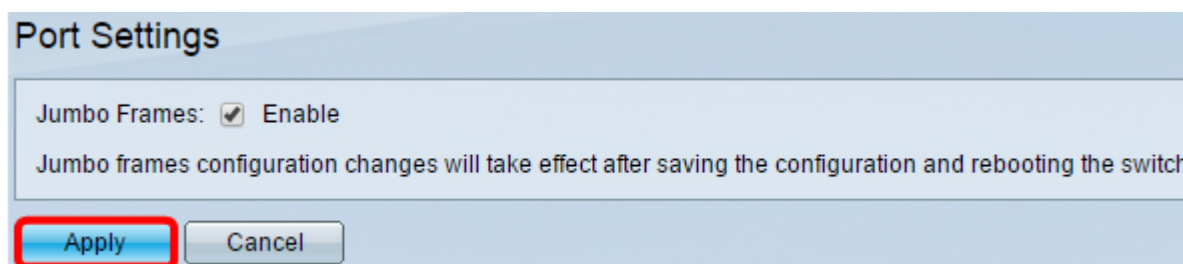 Port Settings
Jumbo Frames: Enable
Jumbo frames configuration changes will take effect after saving the configuration and rebooting the switch
Apply Cancel